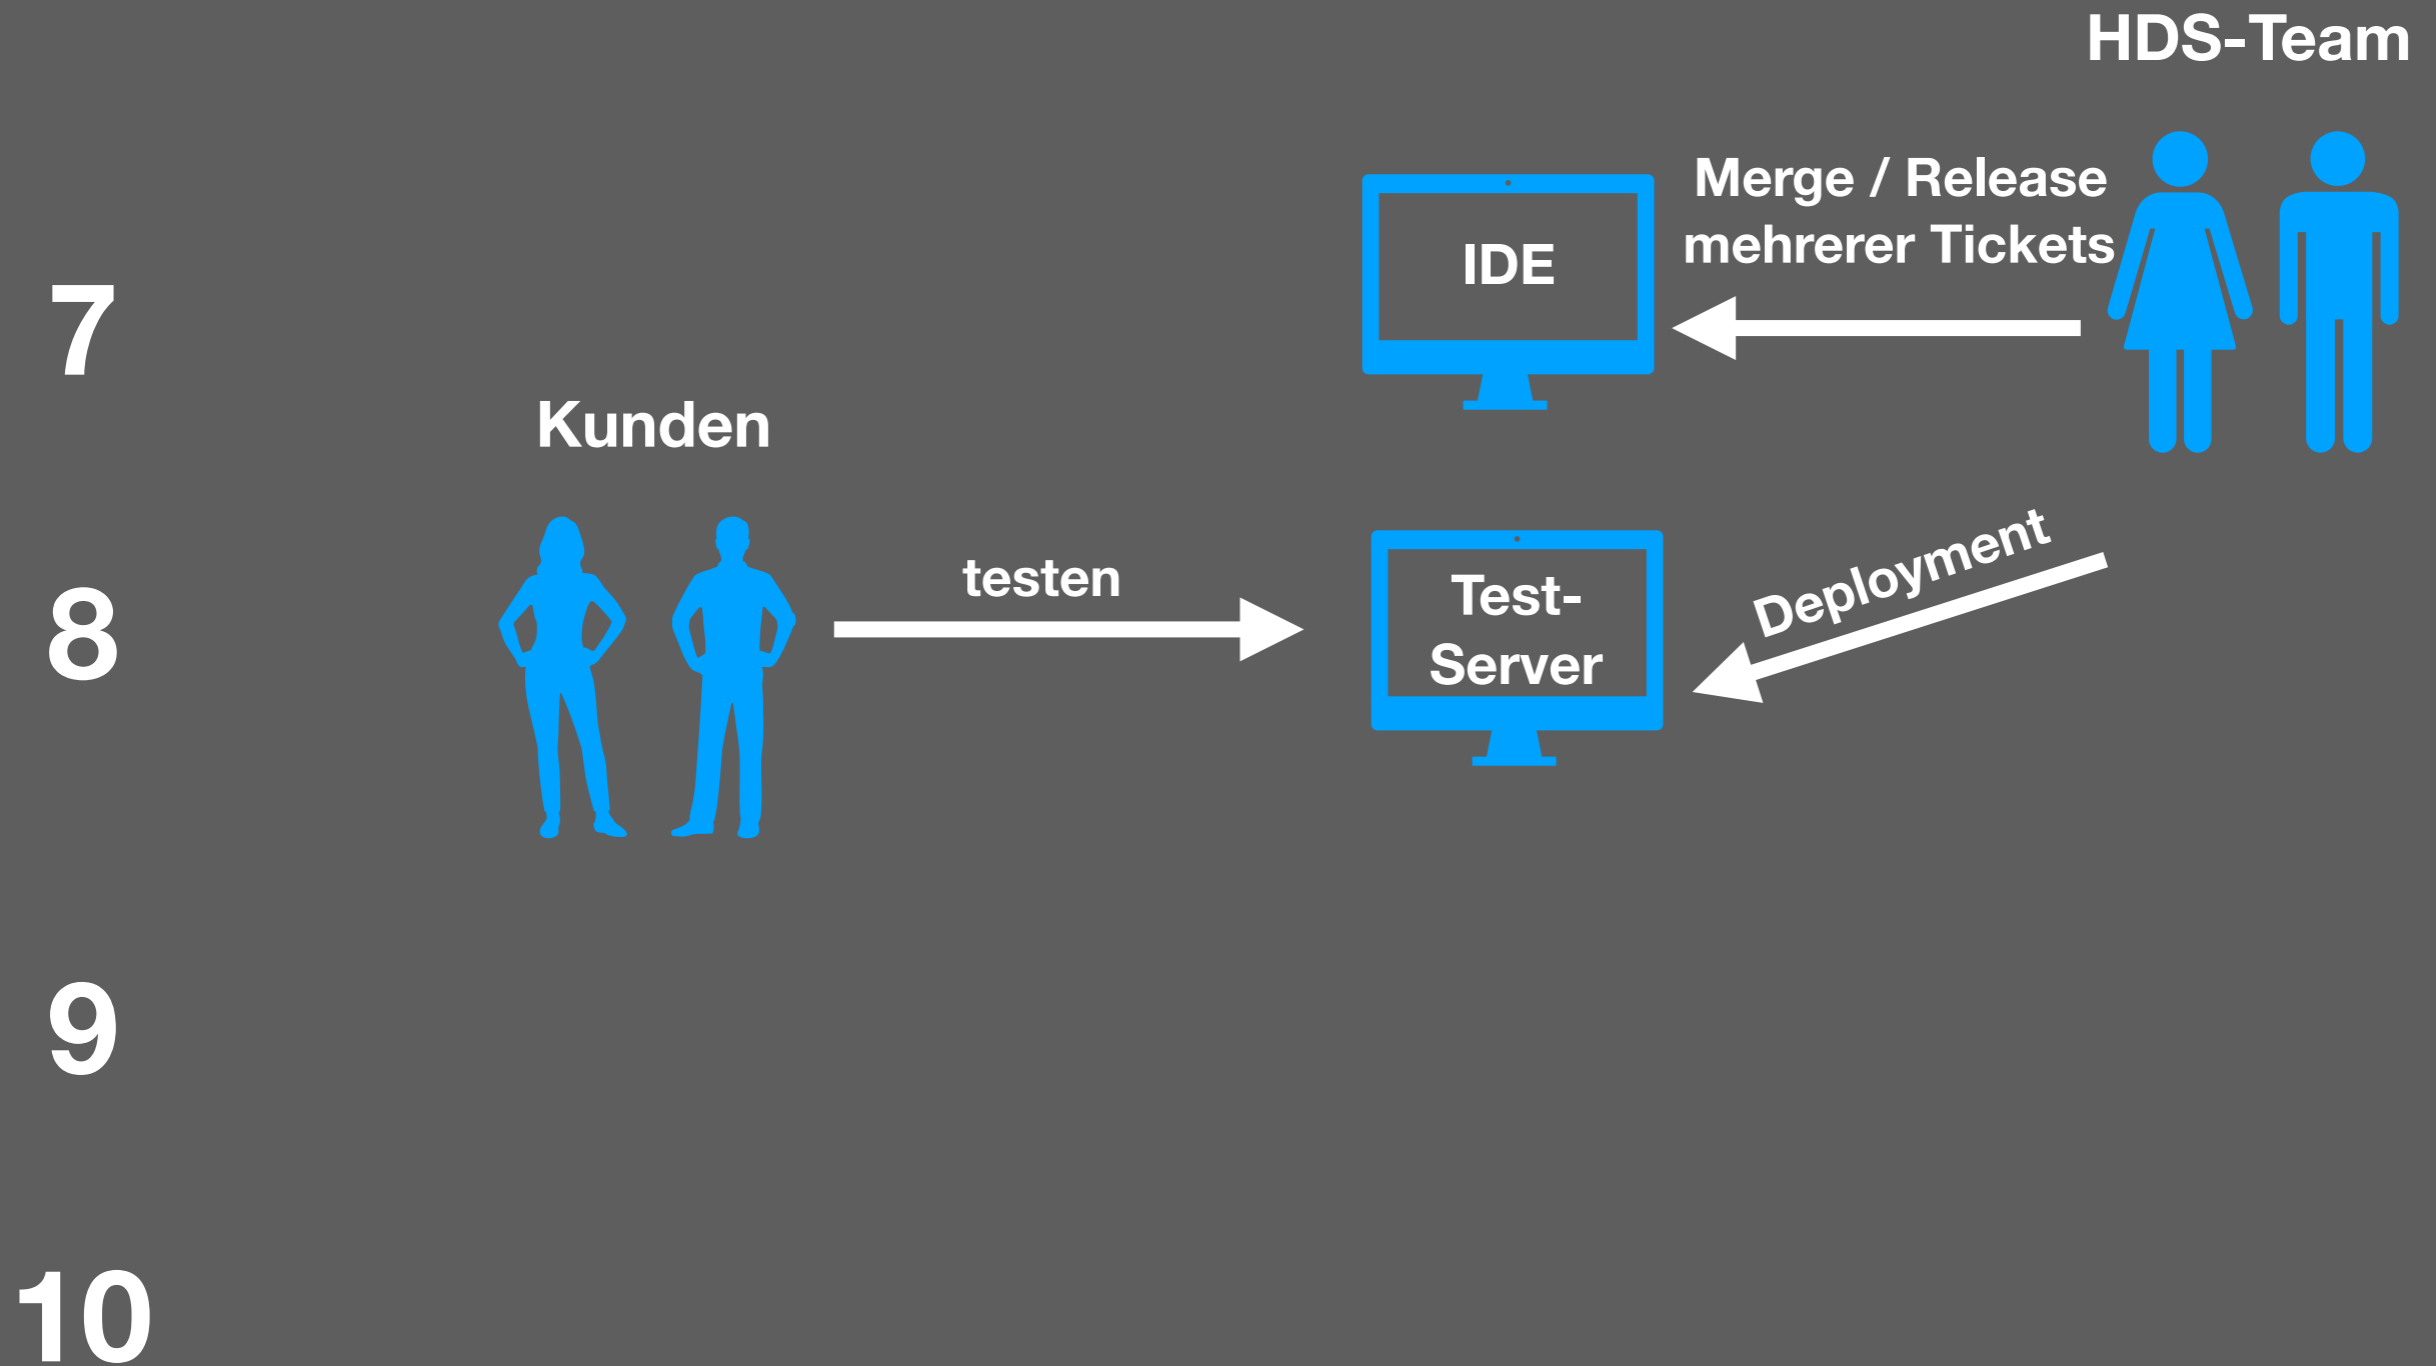 HDS-Team
7
IDE
Merge / Release
mehrerer Tickets
Kunden
8
testen
Test-
Server
Deployment
9
10